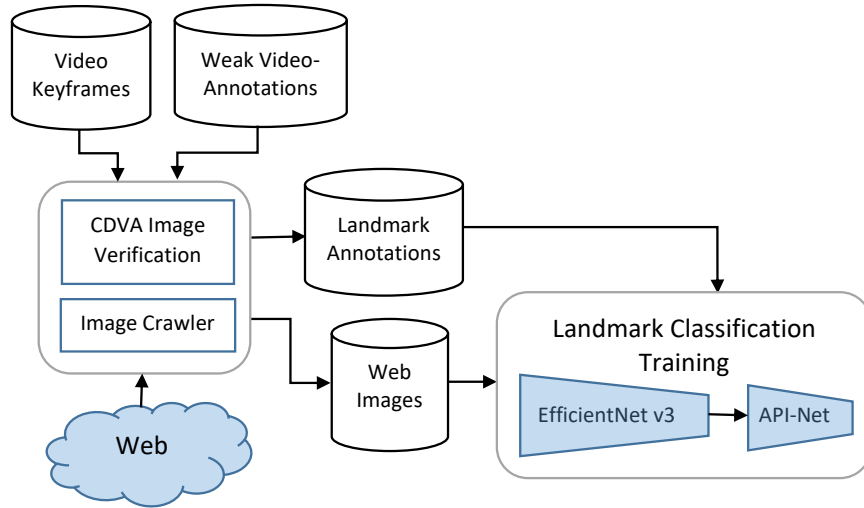 Video
Keyframes
Weak Video-
Annotations
CDVA Image
Verification
Image Crawler
Landmark
Annotations
Web
Images
Web
Landmark Classification
Training
EfficientNet v3
API-Net